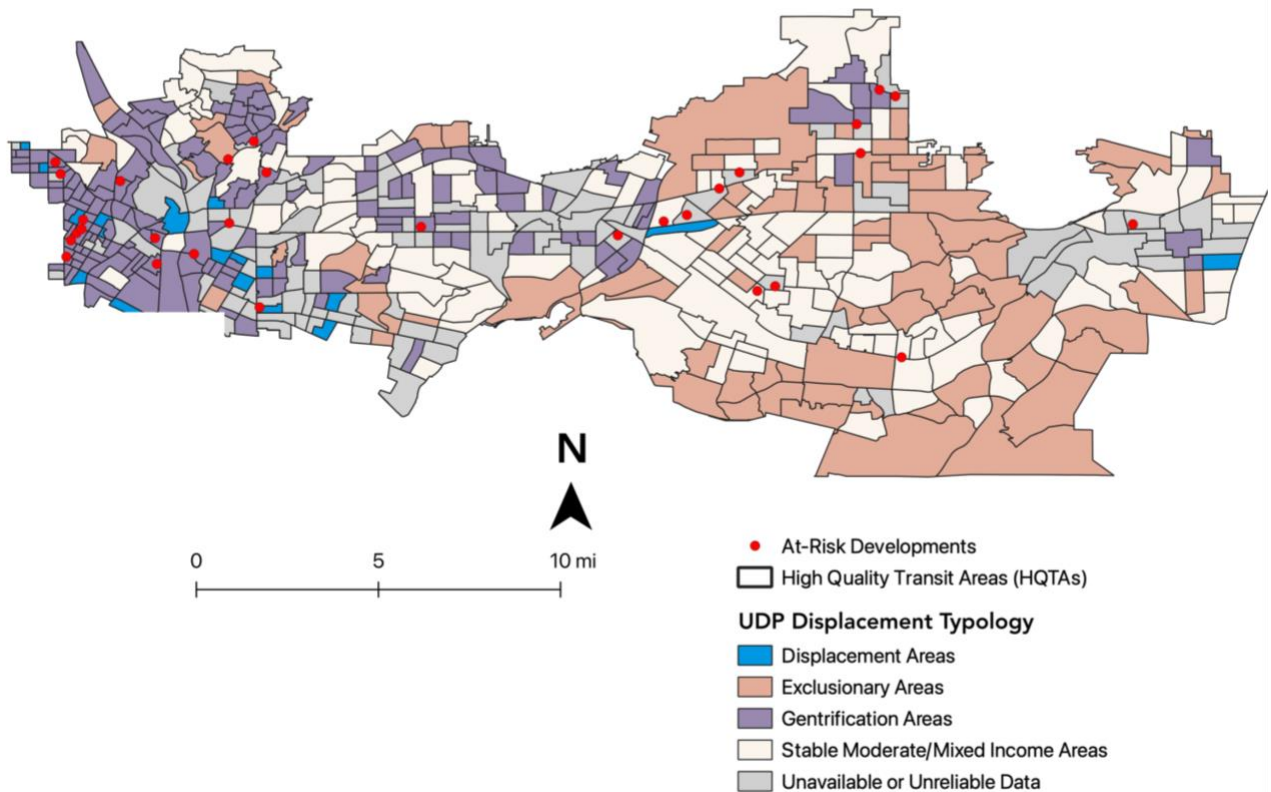 N
0 5 10 mi
At-Risk Developments
High Quality Transit Areas (HQTAs)
UDP Displacement Typology
Displacement Areas
Exclusionary Areas
Gentrification Areas
Stable Moderate/Mixed Income Areas
Unavailable or Unreliable Data